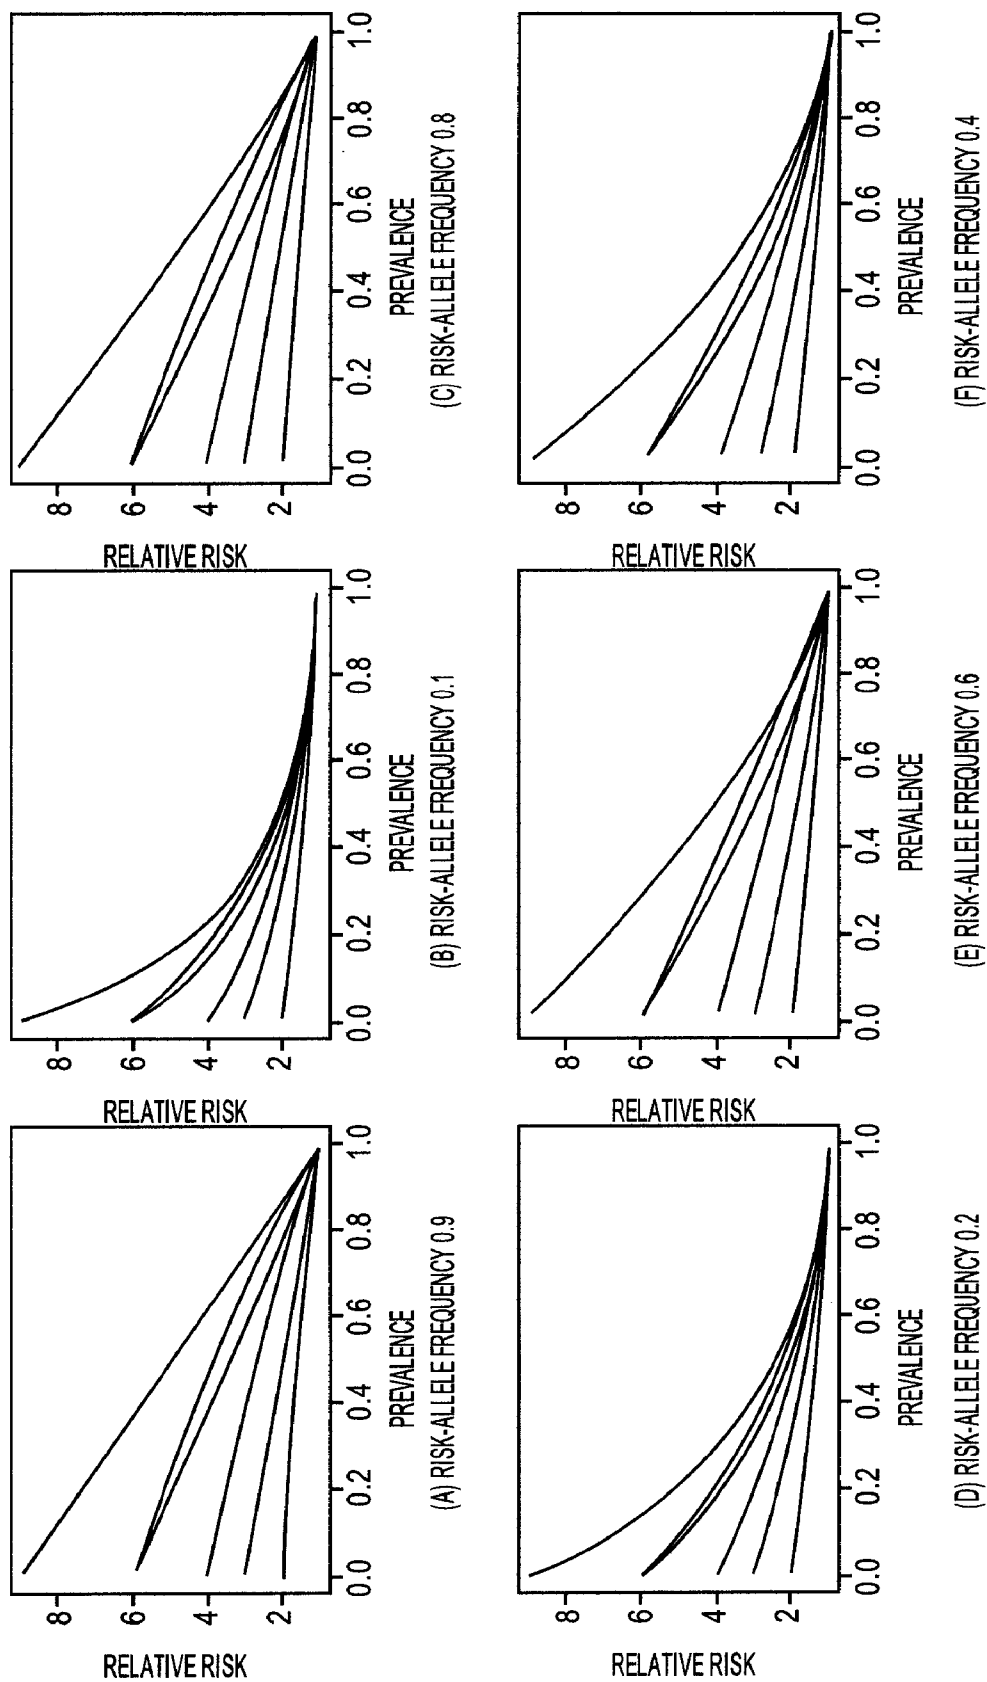 RELATIVE RISK
8
6
4
2
0.0 0.2 0.4 0.6 0.8 1.0
PREVALENCE
(A) RISK-ALLELE FREQUENCY 0.9
RELATIVE RISK
8
6
4
2
0.0 0.2 0.4 0.6 0.8 1.0
PREVALENCE
(B) RISK-ALLELE FREQUENCY 0.1
RELATIVE RISK
8
6
4
2
0.0 0.2 0.4 0.6 0.8 1.0
PREVALENCE
(C) RISK-ALLELE FREQUENCY 0.8
RELATIVE RISK
8
6
4
2
0.0 0.2 0.4 0.6 0.8 1.0
PREVALENCE
(D) RISK-ALLELE FREQUENCY 0.2
RELATIVE RISK
8
6
4
2
0.0 0.2 0.4 0.6 0.8 1.0
PREVALENCE
(E) RISK-ALLELE FREQUENCY 0.6
RELATIVE RISK
8
6
4
2
0.0 0.2 0.4 0.6 0.8 1.0
PREVALENCE
(F) RISK-ALLELE FREQUENCY 0.4